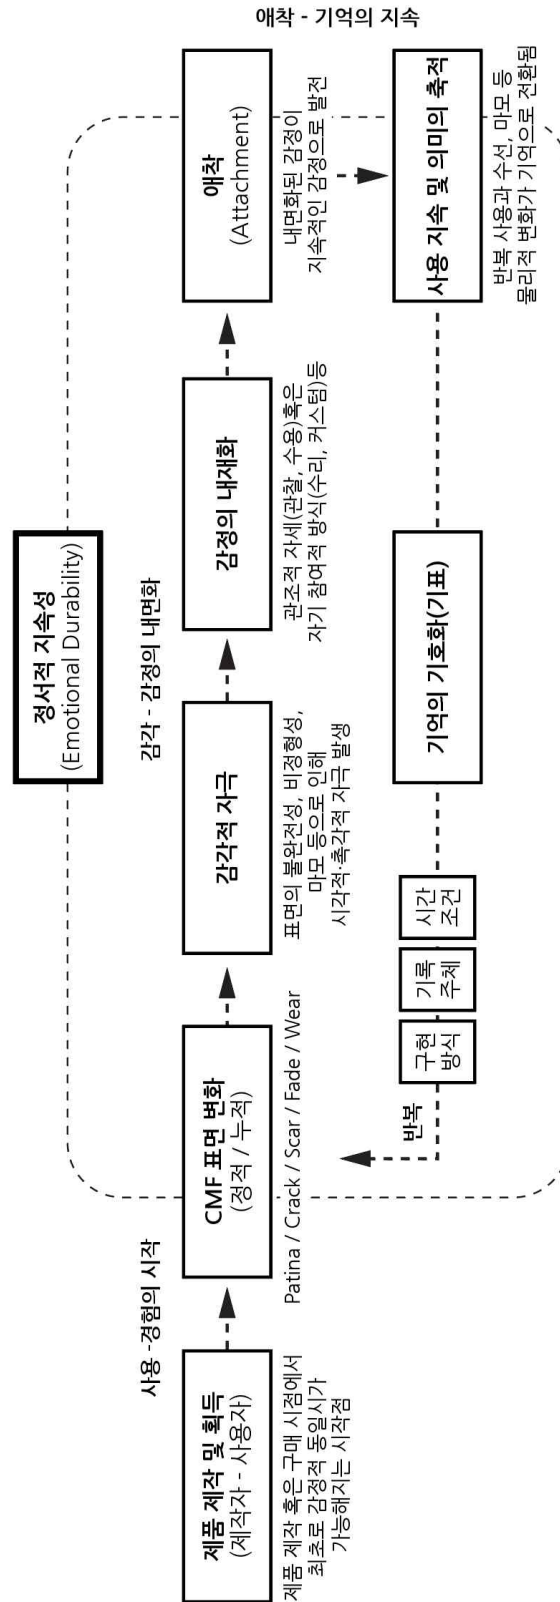 정서적 지속성
(Emotional Durability)
사용 -경험의 시작
감각 - 감정의 내면화
애착 - 기억의 지속
제품 제작 및 획득
(제작자 - 사용자)
제품 제작 혹은 구매 시점에서
최초로 감정적 동일시가
가능해지는 시작점
CMF 표면 변화
(정적 / 누적)
Patina / Crack / Scar / Fade / Wear
감각적 자극
표면의 불완전성, 비정형성,
마모 등으로 인해
시각적·촉각적 자극 발생
감정의 내재화
관조적 자세(관찰, 수용)혹은
자기 참여적 방식(수리, 커스텀)등
애착
(Attachment)
내면화된 감정이
지속적인 감정으로 발전
사용 지속 및 의미의 축적
반복 사용과 수선, 마모 등
물리적 변화가 기억으로 전환됨
기억의 기호화(기표)
시간
조건
기록
주체
구현
방식
반복